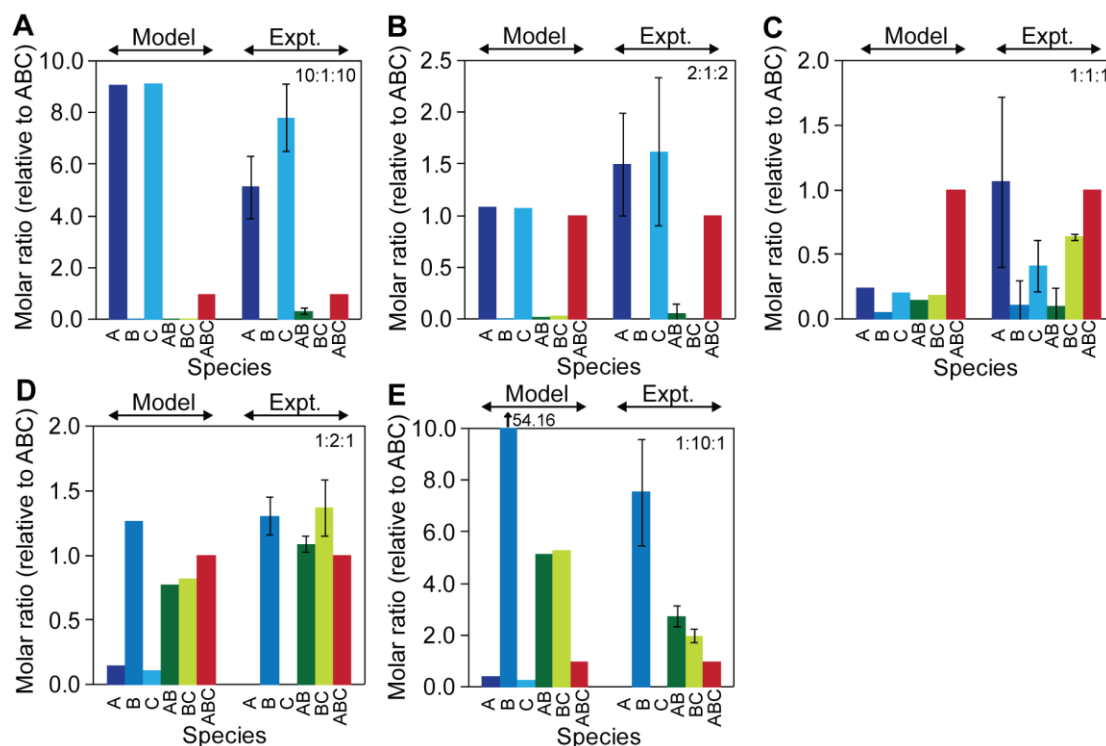 A
Model Expt.
10:1:10
Molar ratio (relative to ABC)
10.0
8.0
6.0
4.0
2.0
0.0
A B C AB BC ABC A B C AB BC ABC
Species
B
Model Expt.
2:1:2
Molar ratio (relative to ABC)
2.5
2.0
1.5
1.0
0.5
0.0
A B C AB BC ABC A B C AB BC ABC
Species
C
Model Expt.
1:1:1
Molar ratio (relative to ABC)
2.0
1.5
1.0
0.5
0.0
A B C AB BC ABC A B C AB BC ABC
Species
D
Model Expt.
1:2:1
Molar ratio (relative to ABC)
2.0
1.5
1.0
0.5
0.0
A B C AB BC ABC A B C AB BC ABC
Species
E
Model Expt.
54.16
1:10:1
Molar ratio (relative to ABC)
10.0
8.0
6.0
4.0
2.0
0.0
A B C AB BC ABC A B C AB BC ABC
Species